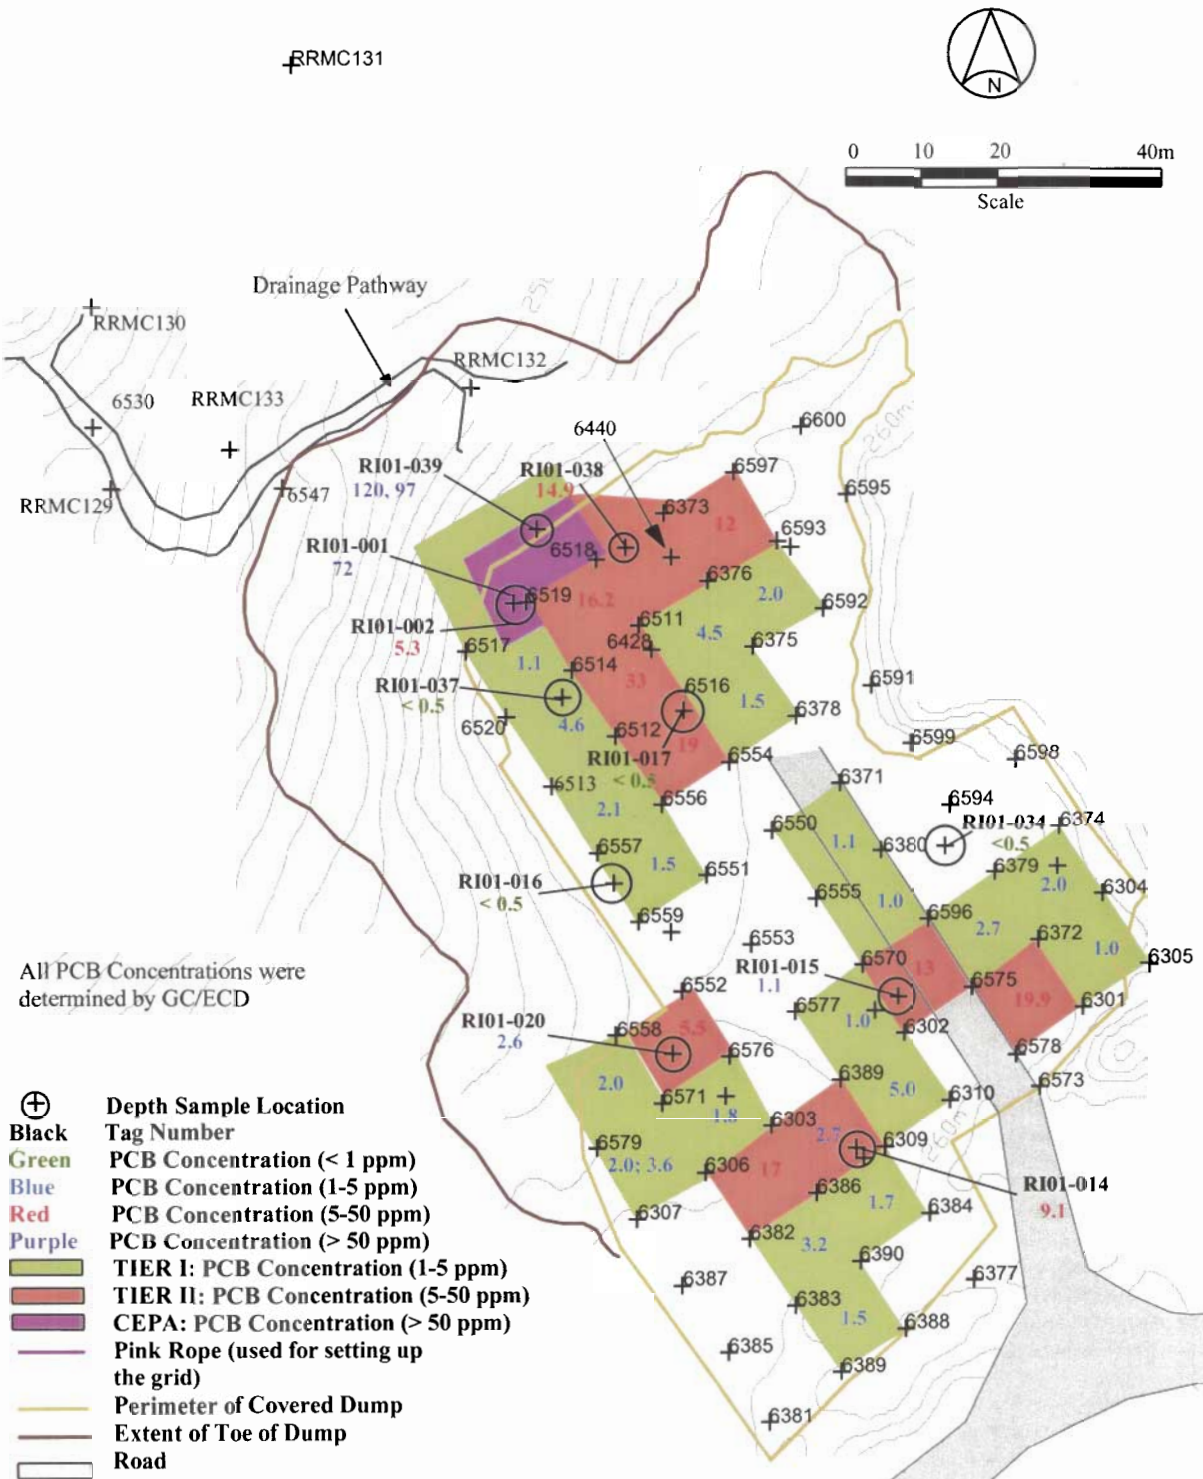 RRMC131
N
0 10 20 40m
Scale
Drainage Pathway
RRMC130
RRMC132
6530
RRMC133
6440
6600
260m
RI01-039
120, 97
RI01-038
14.9
6597
6595
RRMC129
6547
6373
12
6593
RI01-001
72
6518
6376
2.0
6519
16.2
6592
RI01-002
5.3
6511
4.5
6517
6428
6375
1.1
6514
RI01-037
< 0.5
33
6516
6591
1.5
6378
6520
4.6
6512
19
6599
RI01-017
< 0.5
6554
6598
6371
6513
6556
6594
2.1
6550
RI01-034
<0.5
6374
6557
1.1
6380
6379
1.5
6551
2.0
6304
RI01-016
< 0.5
6555
1.0
6559
6596
2.7
6372
6553
1.0
6305
All PCB Concentrations were
determined by GC/ECD
RI01-015
1.1
6570
13
6552
6575
19.9
6301
6577
1.0
RI01-020
2.6
6558
5.5
6302
6576
6578
2.0
6389
6573
6571
5.0
6310
1.8
6303
260m
6579
2.7
6309
2.0; 3.6
6306
17
6386
RI01-014
9.1
1.7
6384
6307
6382
3.2
6390
6387
6377
6383
1.5
6388
6385
6389
6381
Depth Sample Location
Black Tag Number
Green PCB Concentration (< 1 ppm)
Blue PCB Concentration (1-5 ppm)
Red PCB Concentration (5-50 ppm)
Purple PCB Concentration (> 50 ppm)
TIER I: PCB Concentration (1-5 ppm)
TIER II: PCB Concentration (5-50 ppm)
CEPA: PCB Concentration (> 50 ppm)
Pink Rope (used for setting up
the grid)
Perimeter of Covered Dump
Extent of Toe of Dump
Road